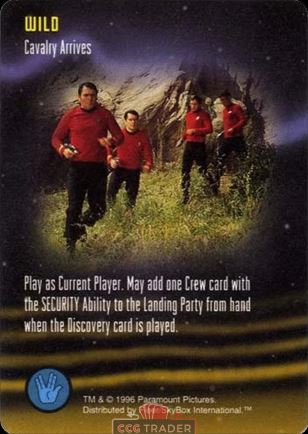 WILD
Cavalry Arrives
Play as Current Player. May add one Crew card with
the SECURITY Ability to the Landing Party from hand
when the Discovery card is played.
TM & © 1996 Paramount Pictures.
Distributed by Fleer SkyBox International.™
CCG TRADER